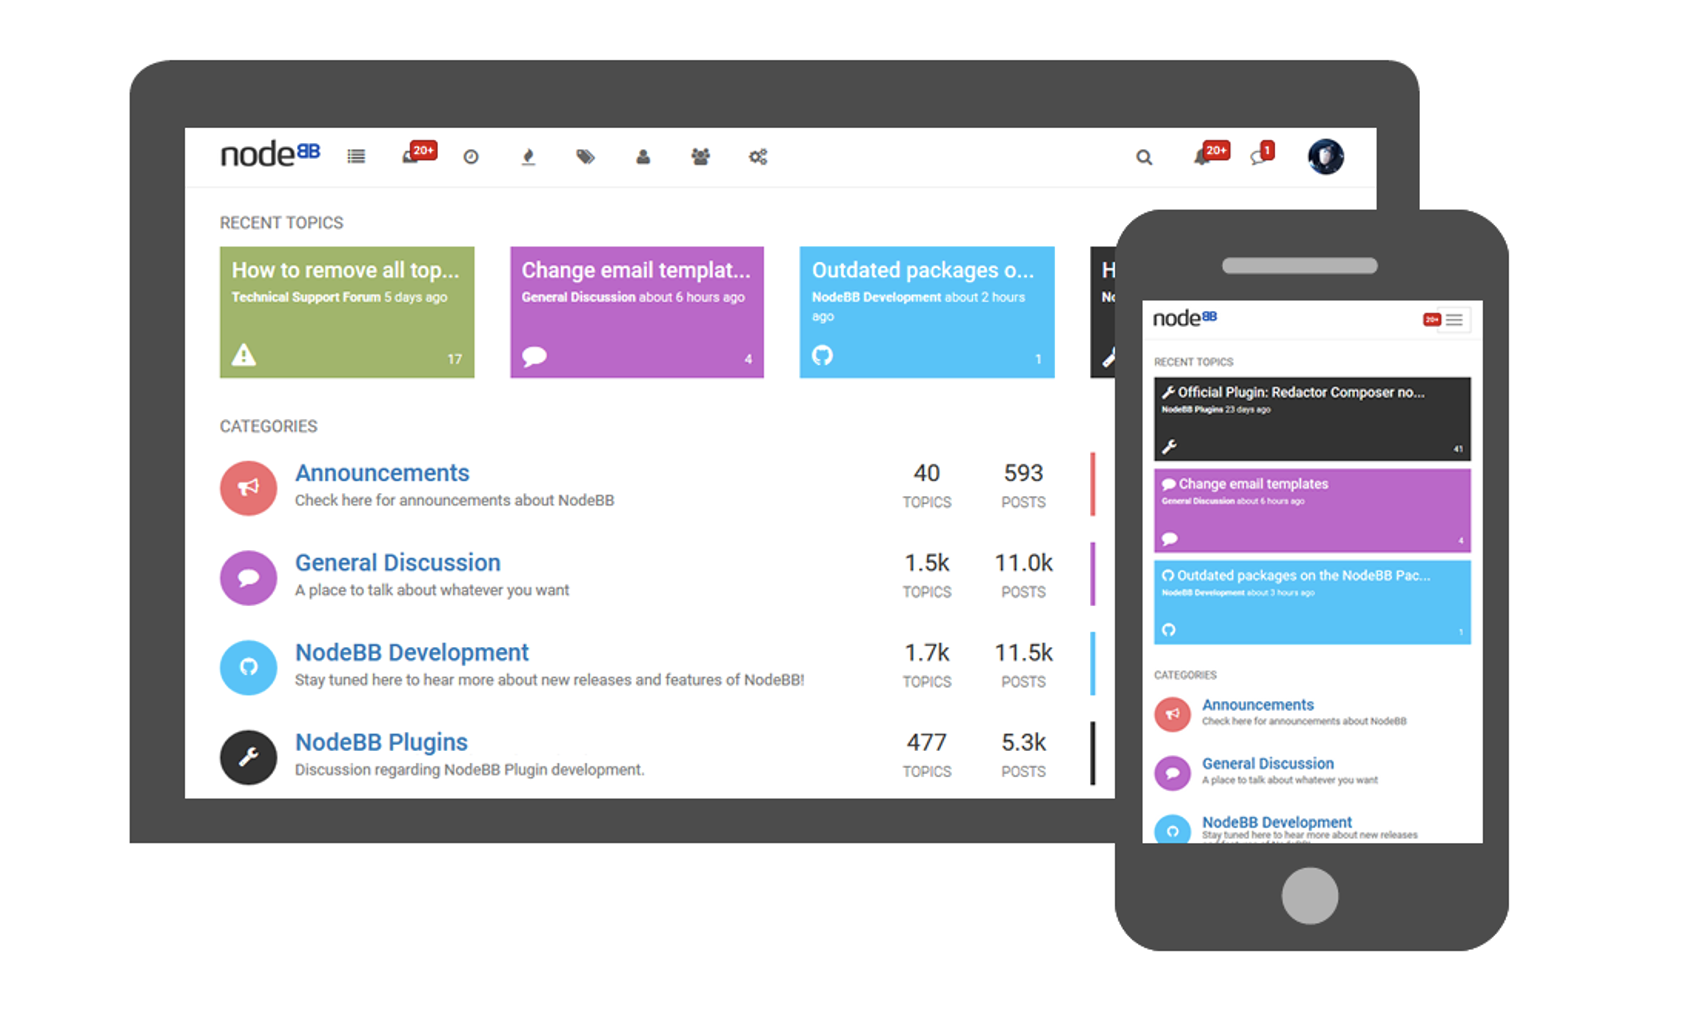 nodeBB
20+
20+
1
RECENT TOPICS
How to remove all top...
Technical Support Forum 5 days ago
17
Change email templat...
General Discussion about 6 hours ago
4
Outdated packages o...
NodeBB Development about 2 hours
ago
1
H
No
CATEGORIES
Announcements
Check here for announcements about NodeBB
40
TOPICS
593
POSTS
General Discussion
A place to talk about whatever you want
1.5k
TOPICS
11.0k
POSTS
NodeBB Development
Stay tuned here to hear more about new releases and features of NodeBB!
1.7k
TOPICS
11.5k
POSTS
NodeBB Plugins
Discussion regarding NodeBB Plugin development.
477
TOPICS
5.3k
POSTS
nodeBB
20+
RECENT TOPICS
Official Plugin: Redactor Composer no...
NodeBB Plugins 23 days ago
41
Change email templates
General Discussion about 6 hours ago
4
Outdated packages on the NodeBB Pac...
NodeBB Development about 3 hours ago
1
CATEGORIES
Announcements
Check here for announcements about NodeBB
General Discussion
A place to talk about whatever you want
NodeBB Development
Stay tuned here to hear more about new releases